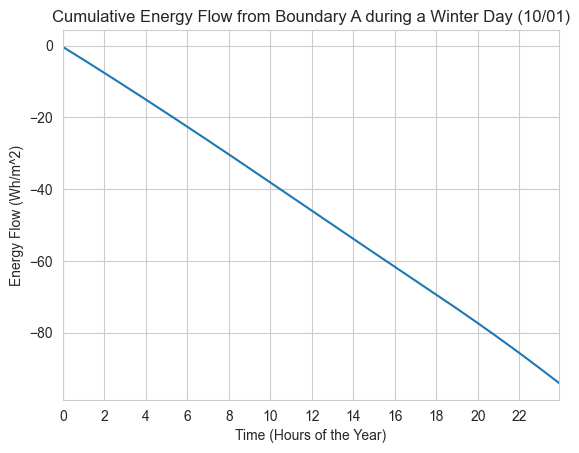 Cumulative Energy Flow from Boundary A during a Winter Day (10/01)
0
−20
−40
−60
−80
Energy Flow (Wh/m^2)
0 2 4 6 8 10 12 14 16 18 20 22
Time (Hours of the Year)